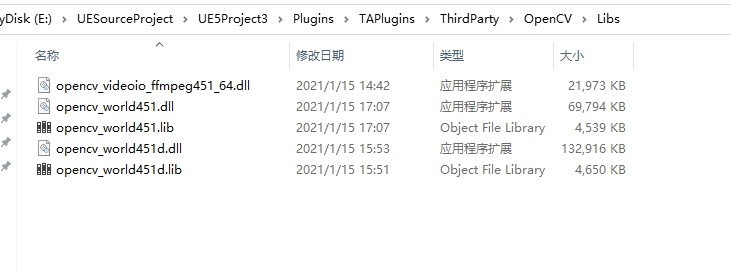 yDisk (E:) > UESourceProject > UE5Project3 > Plugins > TAPlugins > ThirdParty > OpenCV > Libs
名称 修改日期 类型 大小
opencv_videoio_ffmpeg451_64.dll 2021/1/15 14:42 应用程序扩展 21,973 KB
opencv_world451.dll 2021/1/15 17:07 应用程序扩展 69,794 KB
opencv_world451.lib 2021/1/15 17:07 Object File Library 4,539 KB
opencv_world451d.dll 2021/1/15 15:53 应用程序扩展 132,916 KB
opencv_world451d.lib 2021/1/15 15:51 Object File Library 4,650 KB